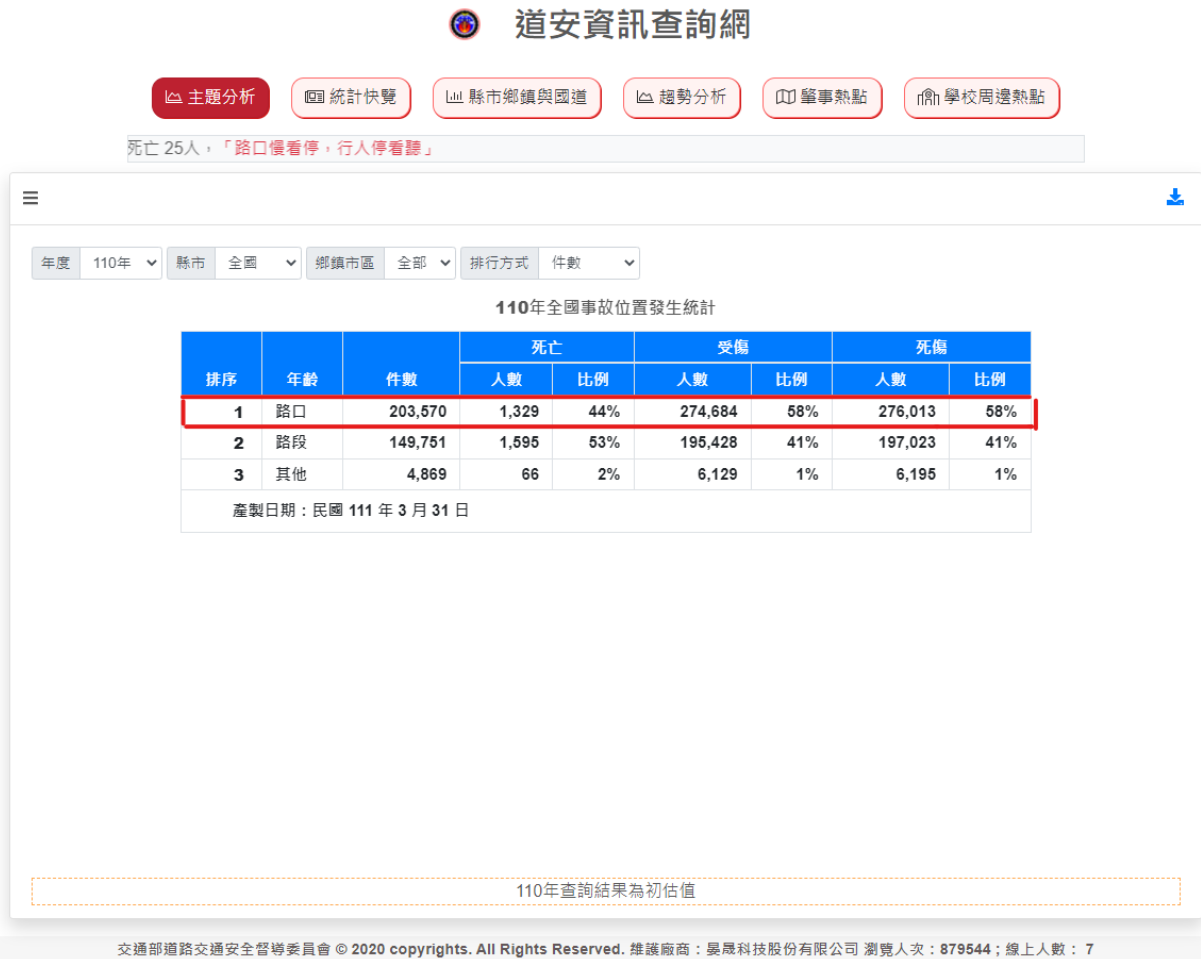 道安資訊查詢網
主題分析 統計快覽 縣市鄉鎮與國道 趨勢分析 肇事熱點 學校周邊熱點
死亡 25人，「路口慢看停，行人停看聽」
年度 110年 縣市 全國 鄉鎮市區 全部 排行方式 件數
110年全國事故位置發生統計
死亡 受傷 死傷
排序 年齡 件數 人數 比例 人數 比例 人數 比例
1 路口 203,570 1,329 44% 274,684 58% 276,013 58%
2 路段 149,751 1,595 53% 195,428 41% 197,023 41%
3 其他 4,869 66 2% 6,129 1% 6,195 1%
產製日期：民國 111 年 3 月 31 日
110年查詢結果為初估值
交通部道路交通安全督導委員會 © 2020 copyrights. All Rights Reserved. 維護廠商：晏晟科技股份有限公司 瀏覽人次：879544；線上人數： 7